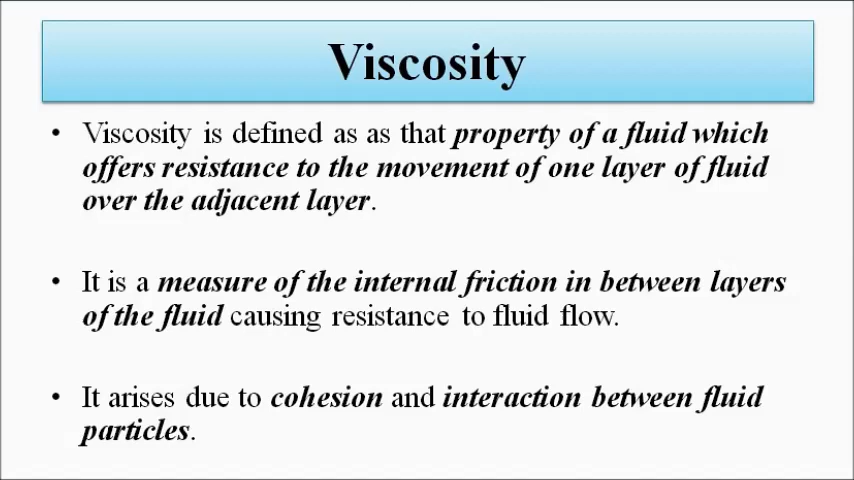 Viscosity
• Viscosity is defined as as that property of a fluid which
offers resistance to the movement of one layer of fluid
over the adjacent layer.
• It is a measure of the internal friction in between layers
of the fluid causing resistance to fluid flow.
• It arises due to cohesion and interaction between fluid
particles.